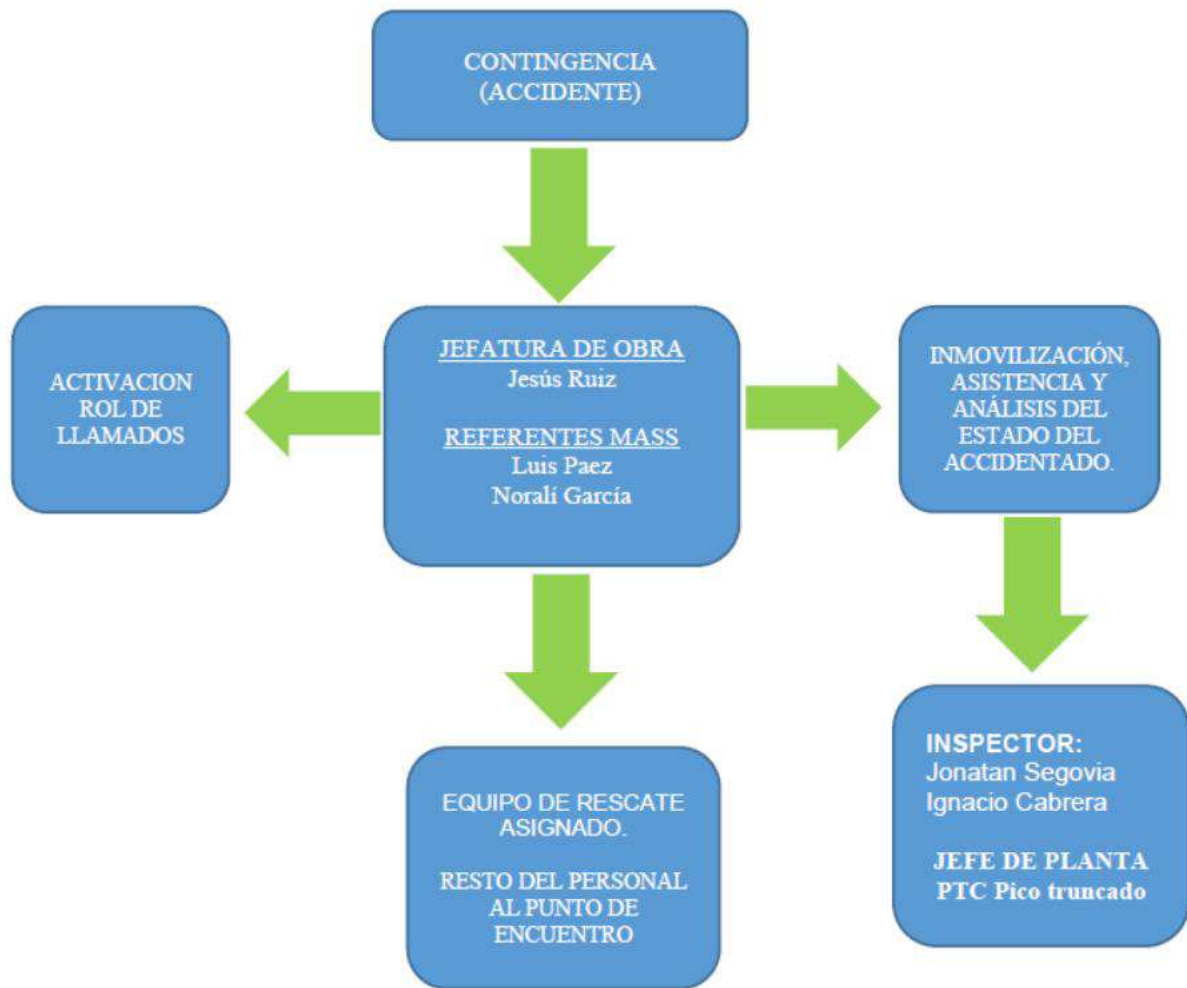 CONTINGENCIA
(ACCIDENTE)
ACTIVACION
ROL DE
LLAMADOS
JEFATURA DE OBRA
Jesús Ruiz
REFERENTES MASS
Luis Paez
Noralí García
INMOVILIZACIÓN,
ASISTENCIA Y
ANÁLISIS DEL
ESTADO DEL
ACCIDENTADO.
EQUIPO DE RESCATE
ASIGNADO.
RESTO DEL PERSONAL
AL PUNTO DE
ENCUENTRO
INSPECTOR:
Jonatan Segovia
Ignacio Cabrera
JEFE DE PLANTA
PTC Pico truncado